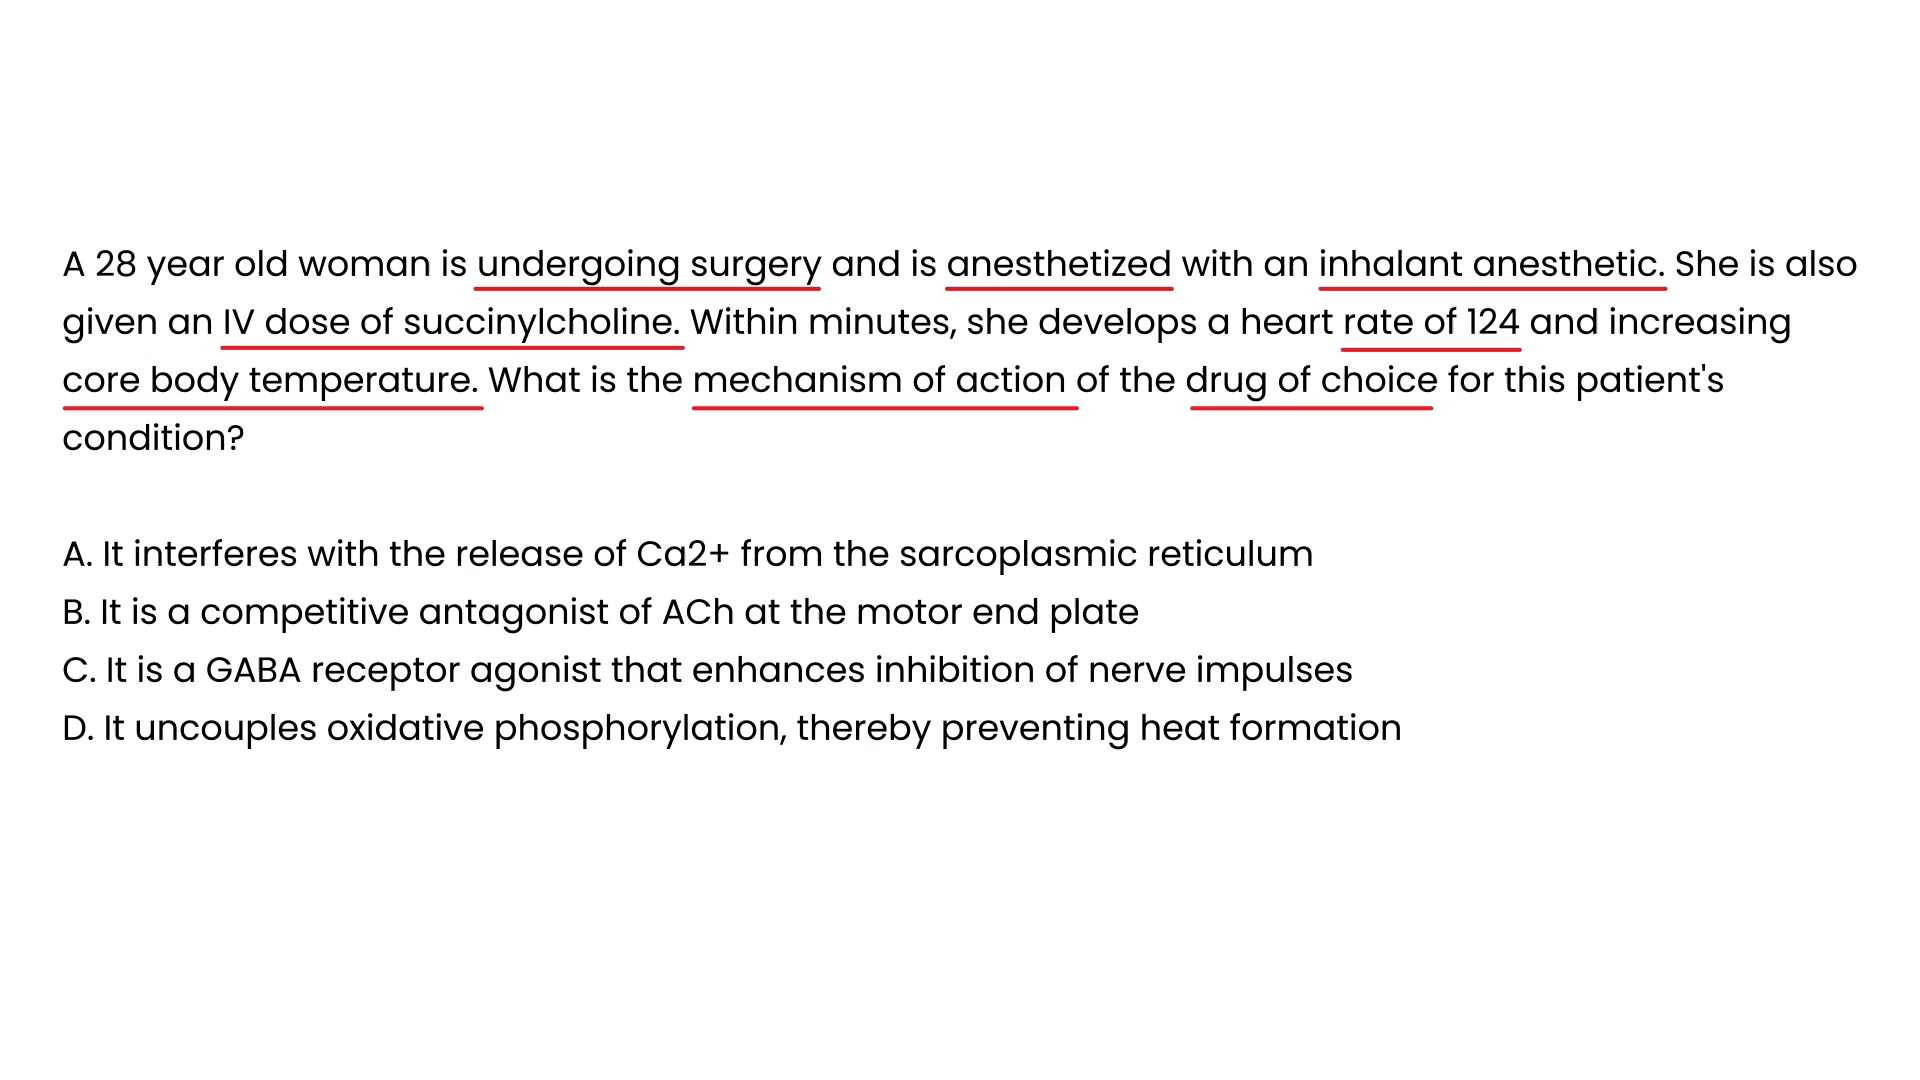 A 28 year old woman is undergoing surgery and is anesthetized with an inhalant anesthetic. She is also
given an IV dose of succinylcholine. Within minutes, she develops a heart rate of 124 and increasing
core body temperature. What is the mechanism of action of the drug of choice for this patient's
condition?
A. It interferes with the release of Ca2+ from the sarcoplasmic reticulum
B. It is a competitive antagonist of ACh at the motor end plate
C. It is a GABA receptor agonist that enhances inhibition of nerve impulses
D. It uncouples oxidative phosphorylation, thereby preventing heat formation